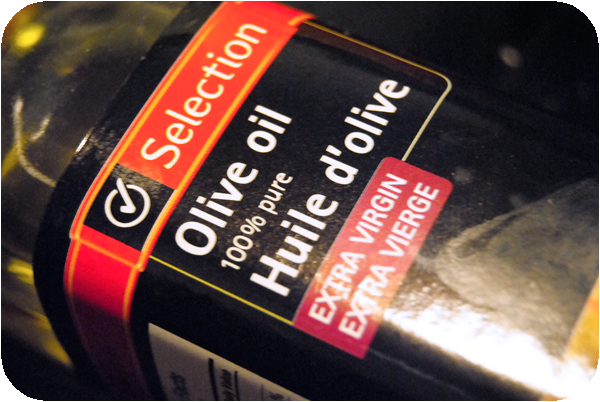 Selection
Olive oil
100% pure
Huile d'olive
EXTRA VIRGIN
EXTRA VIERGE